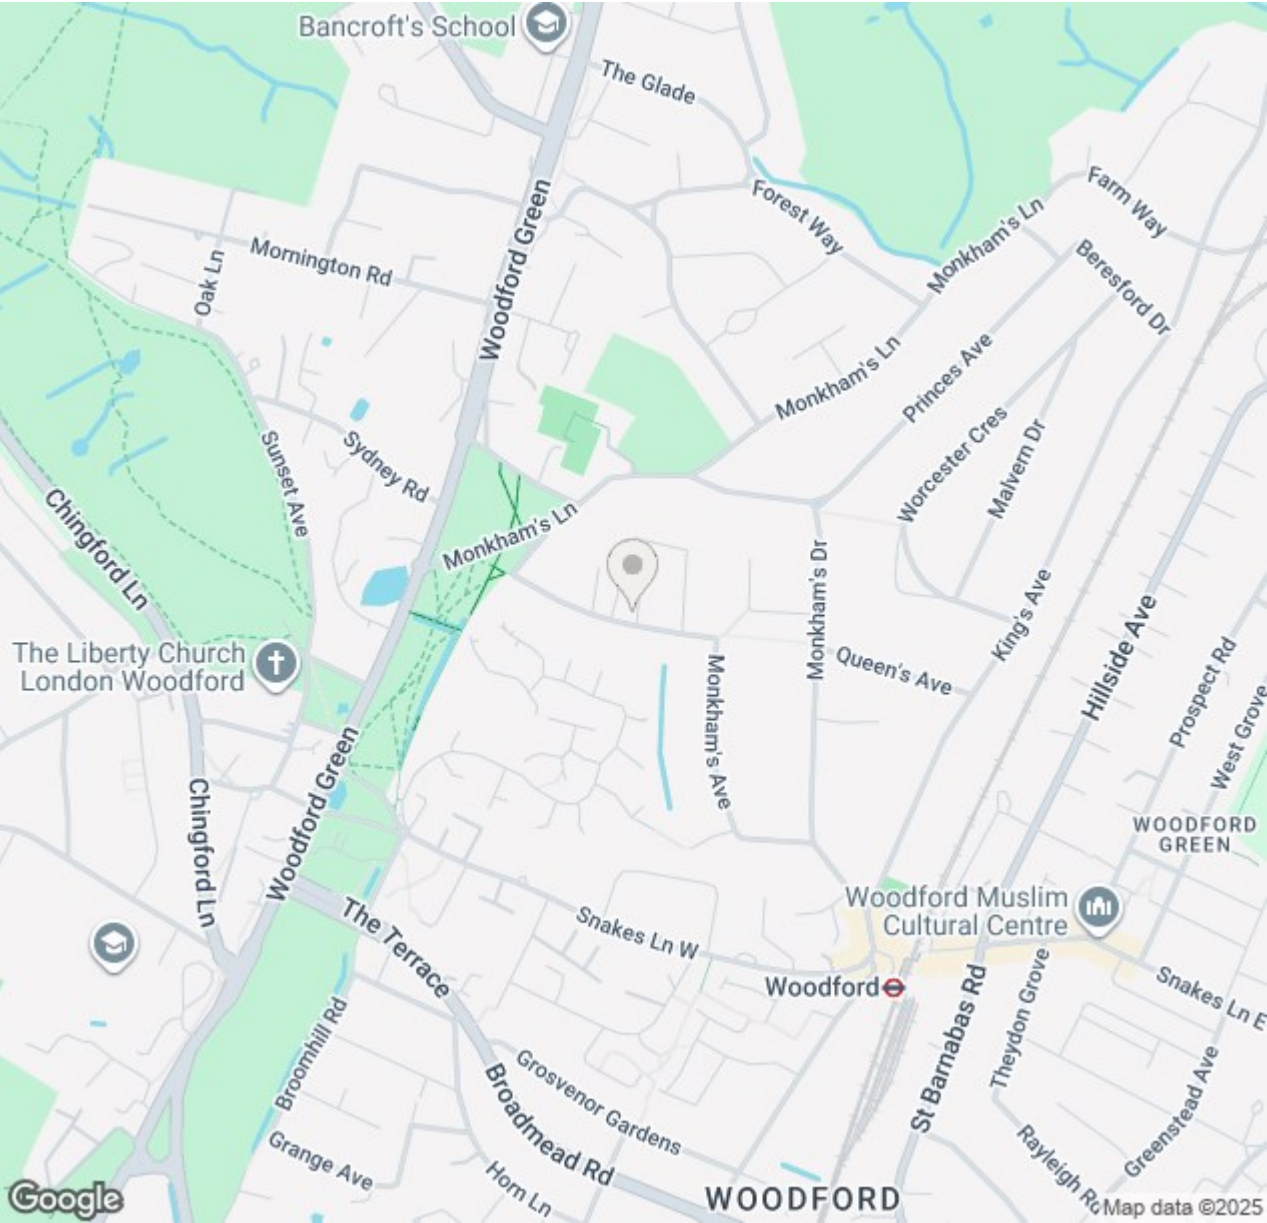 Bancroft's School
The Glade
Forest Way
Farm Way
Monkham's Ln
Beresford Dr
Mornington Rd
Oak Ln
Woodford Green
Monkham's Ln
Princes Ave
Worcester Cres
Malvern Dr
Sydney Rd
Sunset Ave
Chingford Ln
Monkham's Ln
Monkham's Dr
King's Ave
Hillside Ave
The Liberty Church
London Woodford
Queen's Ave
Monkham's Ave
Prospect Rd
West Grove
Woodford Green
Chingford Ln
WOODFORD
GREEN
Woodford Muslim
Cultural Centre
The Terrace
Snakes Ln W
Woodford
Snakes Ln E
Theydon Grove
St Barnabas Rd
Broomhill Rd
Grosvenor Gardens
Broadmead Rd
Greenstead Ave
Rayleigh Rd
Grange Ave
Horn Ln
WOODFORD
Google
Map data ©2025